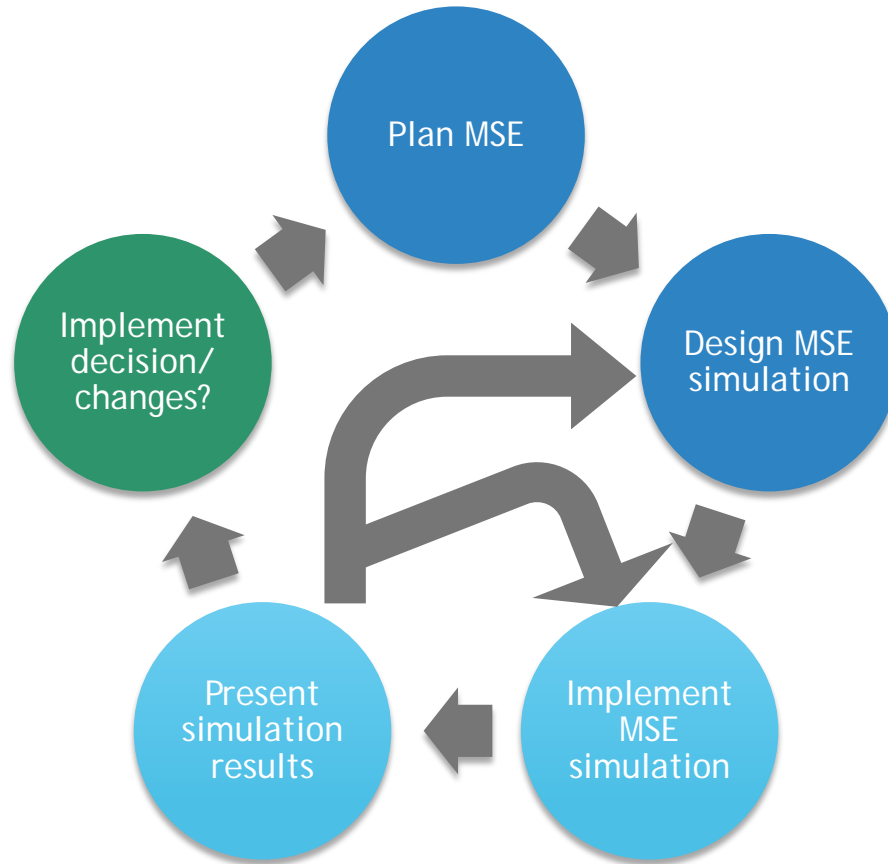 Plan MSE
Design MSE
simulation
Implement
MSE
simulation
Present
simulation
results
Implement
decision/
changes?